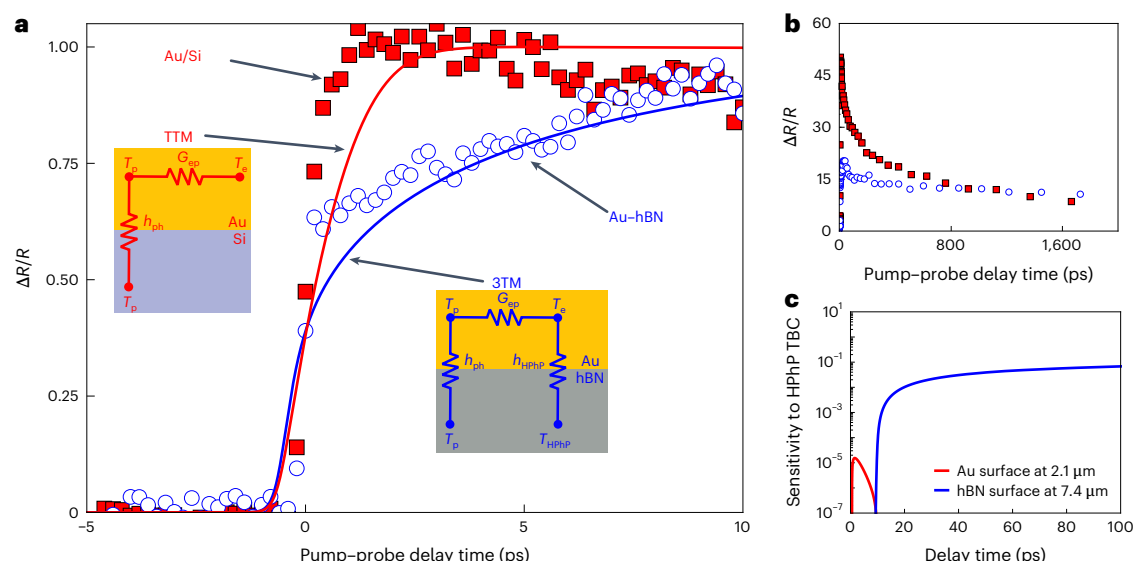 a
ΔR/R
1.00
0.75
0.50
0.25
0
−5
0
5
10
Pump–probe delay time (ps)
Au/Si
TTM
Tp
Gep
Te
hph
Au
Si
Tp
Au–hBN
3TM
Gep
Tp
Te
hph
hHPhP
Au
hBN
Tp
THPhP
b
ΔR/R
60
45
30
15
0
0
800
1,600
Pump–probe delay time (ps)
c
Sensitivity to HPhP TBC
10^1
10^−1
10^−3
10^−5
10^−7
Au surface at 2.1 μm
hBN surface at 7.4 μm
0
20
40
60
80
100
Delay time (ps)